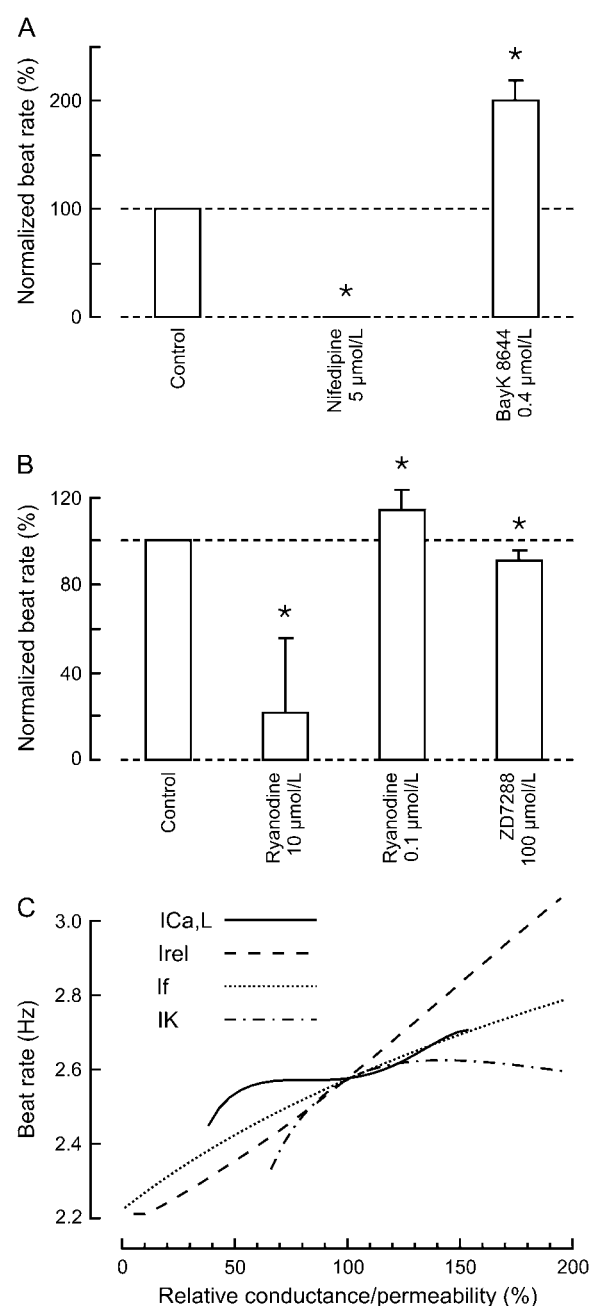 A
Normalized beat rate (%)
200
100
0
*
*
Control
Nifedipine
5 µmol/L
BayK 8644
0.4 µmol/L
B
Normalized beat rate (%)
120
80
40
0
*
*
*
Control
Ryanodine
10 µmol/L
Ryanodine
0.1 µmol/L
ZD7288
100 µmol/L
C
Beat rate (Hz)
3.0
2.8
2.6
2.4
2.2
ICa,L
Irel
If
IK
0 50 100 150 200
Relative conductance/permeability (%)